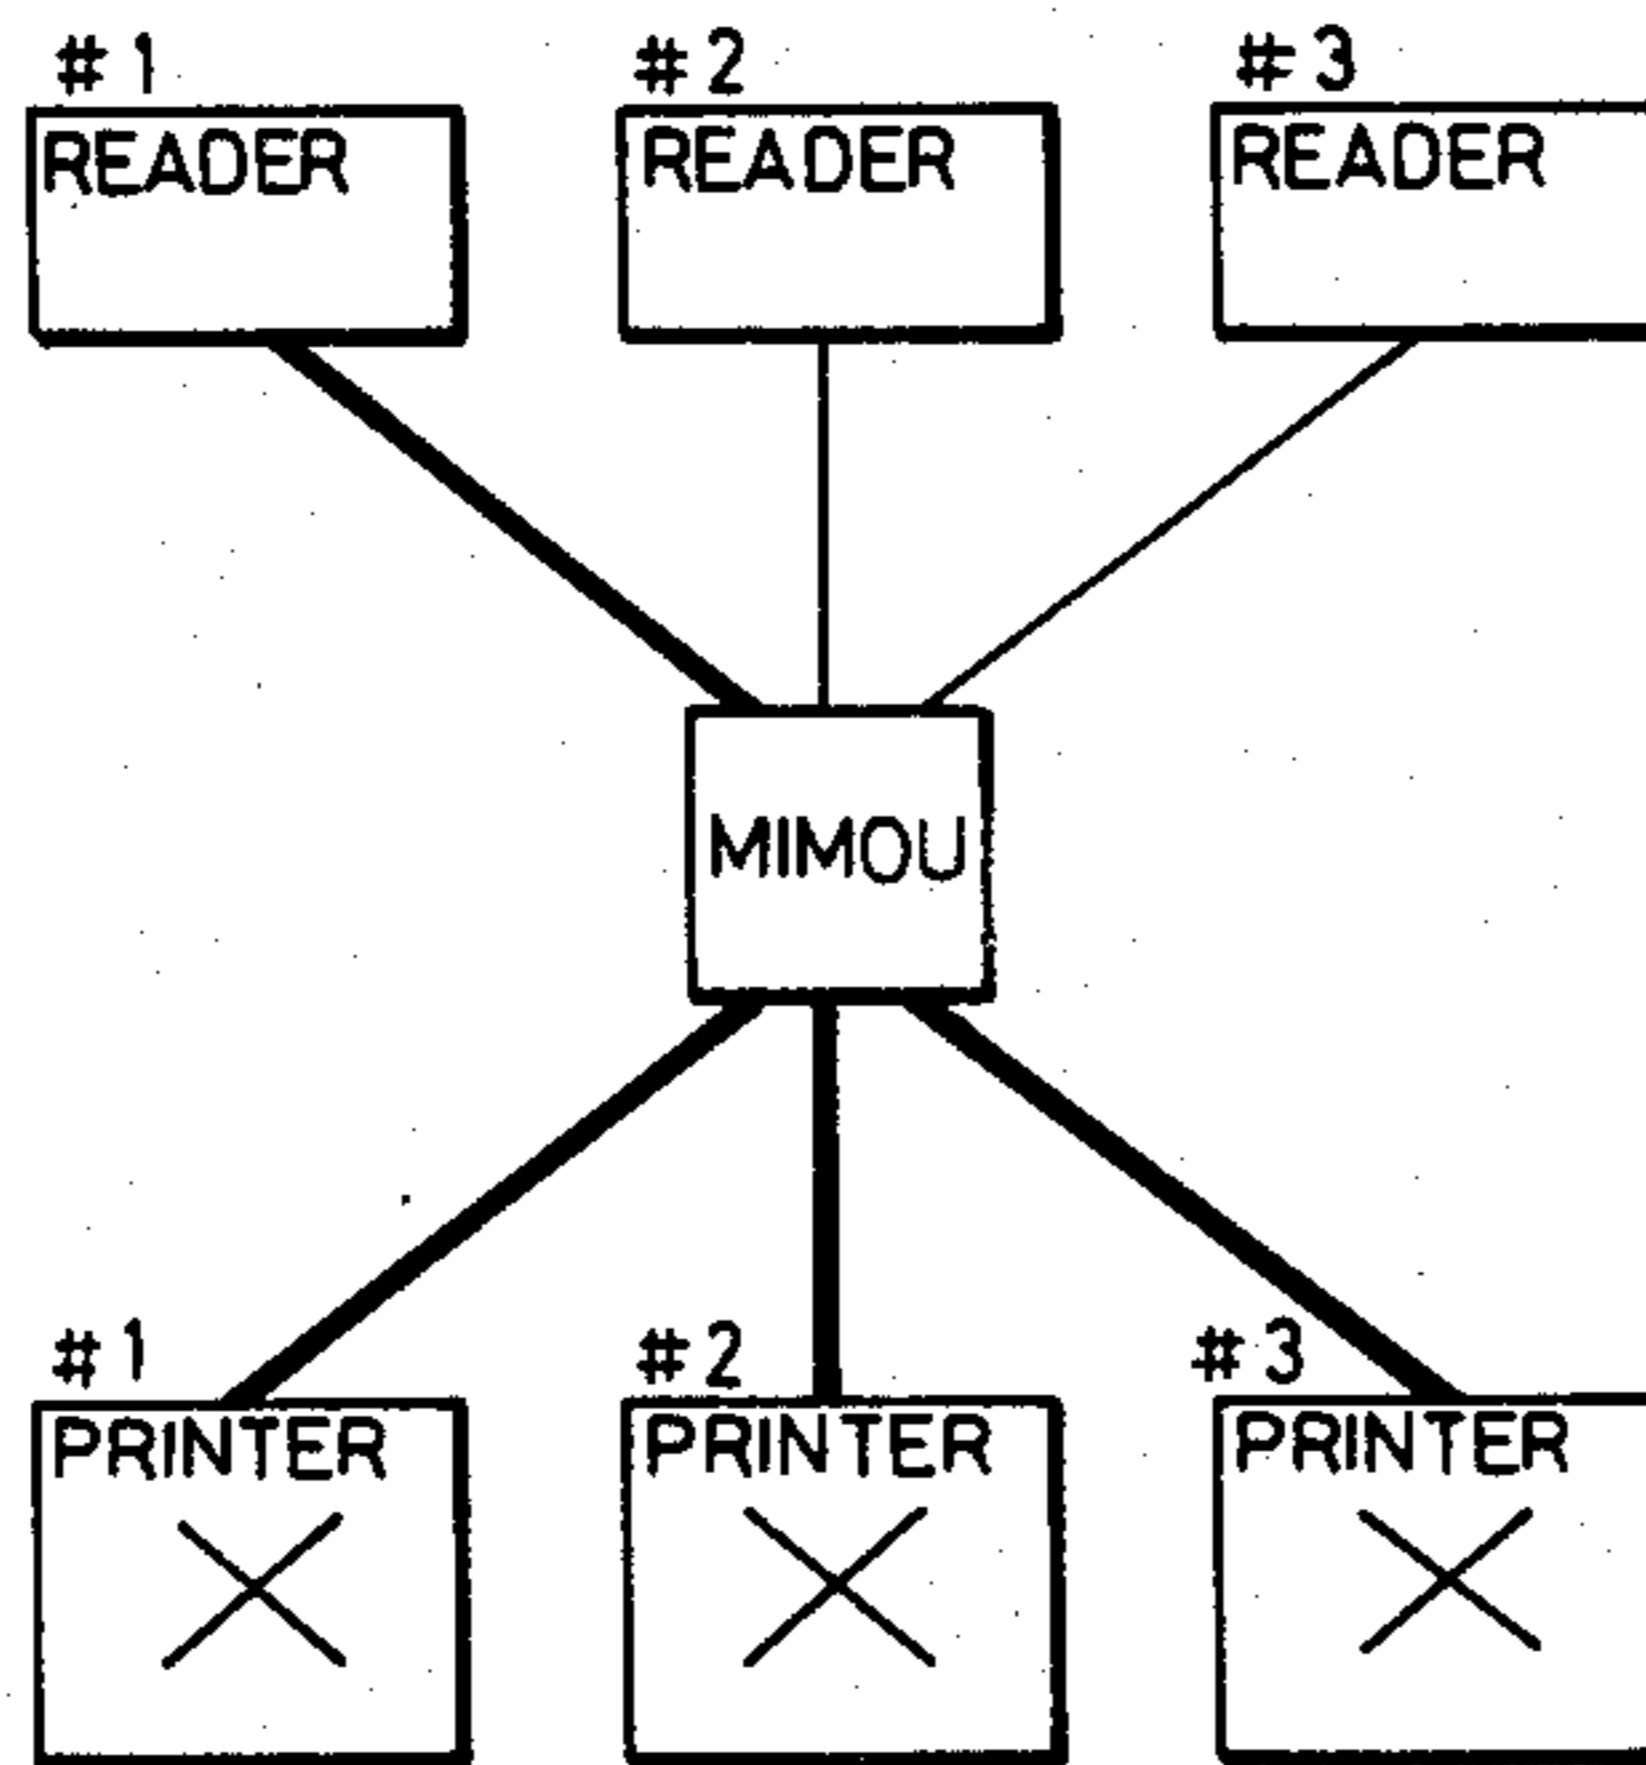 #1 #2 #3
READER READER READER
MIMOU
#1 #2 #3
PRINTER PRINTER PRINTER